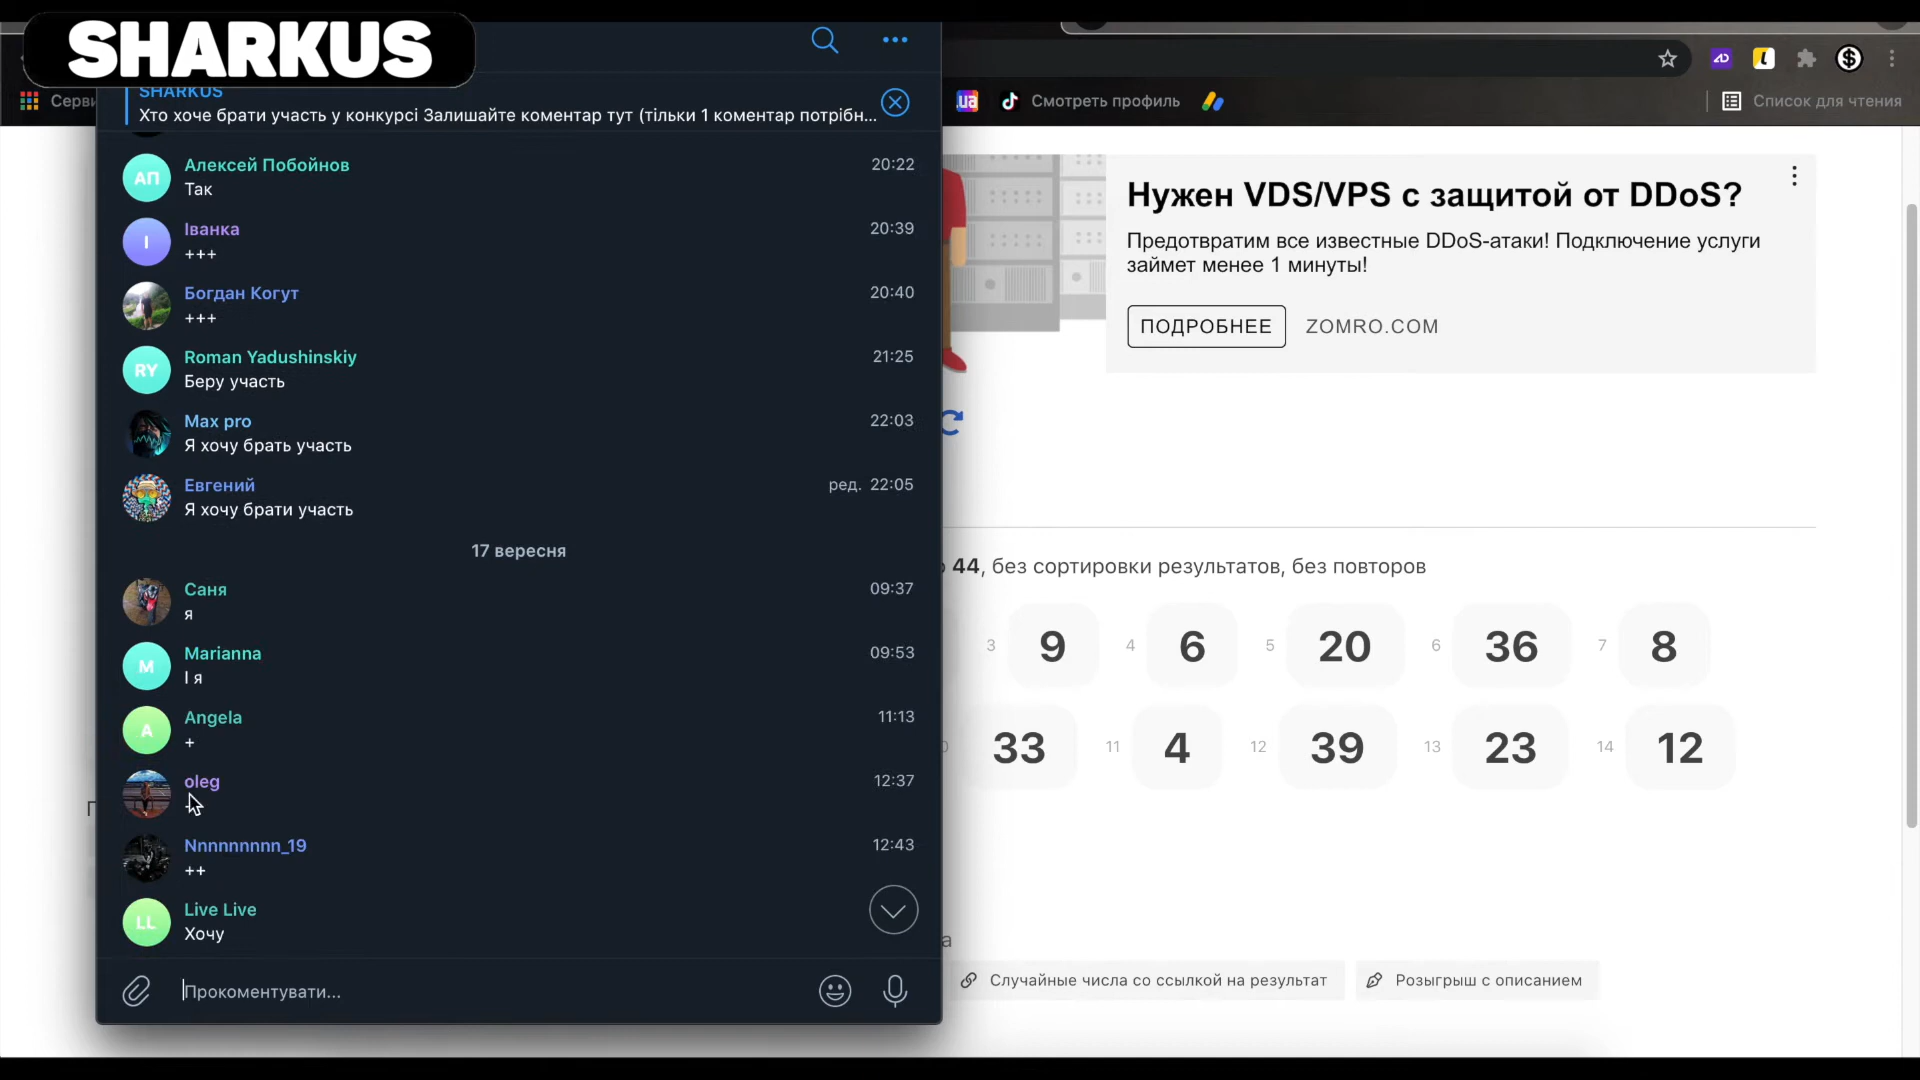 SHARKUS
SHARKUS
Хто хоче брати участь у конкурсі Залишайте коментар тут (тільки 1 коментар потрібн...
АП
Алексей Побойнов
20:22
Так
І
Іванка
20:39
+++
Богдан Когут
20:40
+++
RY
Roman Yadushinskiy
21:25
Беру участь
Max pro
22:03
Я хочу брать участь
Евгений
ред. 22:05
Я хочу брати участь
17 вересня
Саня
09:37
я
M
Marianna
09:53
І я
A
Angela
11:13
+
oleg
12:37
Nnnnnnnnn_19
12:43
++
LL
Live Live
Хочу
Прокоментувати...
.ua
Смотреть профиль
Список для чтения
Нужен VDS/VPS с защитой от DDoS?
Предотвратим все известные DDoS-атаки! Подключение услуги
займет менее 1 минуты!
ПОДРОБНЕЕ
ZOMRO.COM
44, без сортировки результатов, без повторов
3 9 4 6 5 20 6 36 7 8
33 11 4 12 39 13 23 14 12
Случайные числа со ссылкой на результат
Розыгрыш с описанием